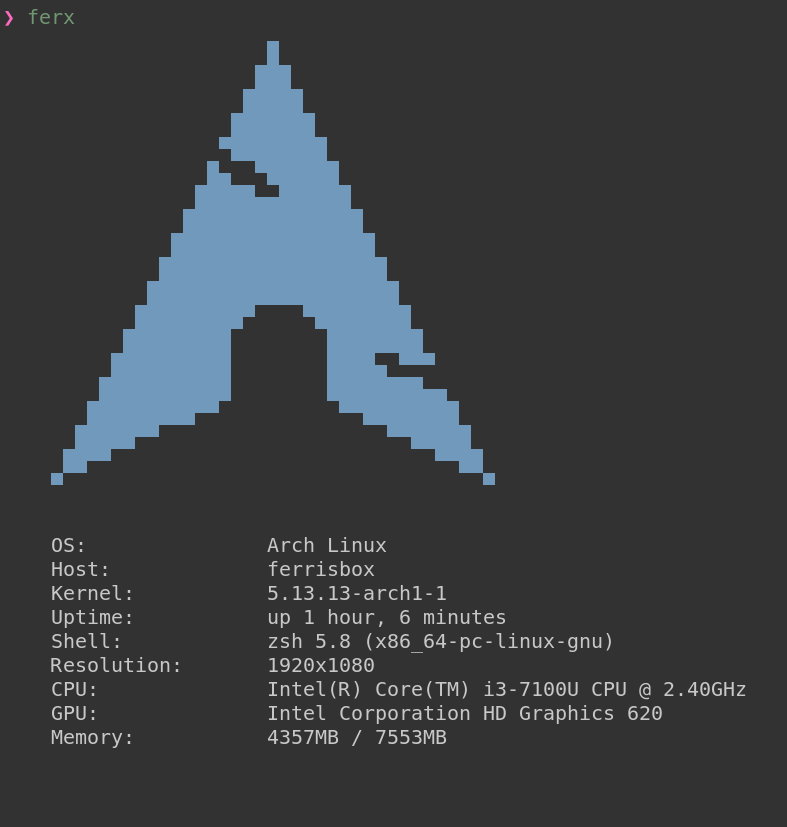 ❯ ferx
OS: Arch Linux
Host: ferrisbox
Kernel: 5.13.13-arch1-1
Uptime: up 1 hour, 6 minutes
Shell: zsh 5.8 (x86_64-pc-linux-gnu)
Resolution: 1920x1080
CPU: Intel(R) Core(TM) i3-7100U CPU @ 2.40GHz
GPU: Intel Corporation HD Graphics 620
Memory: 4357MB / 7553MB